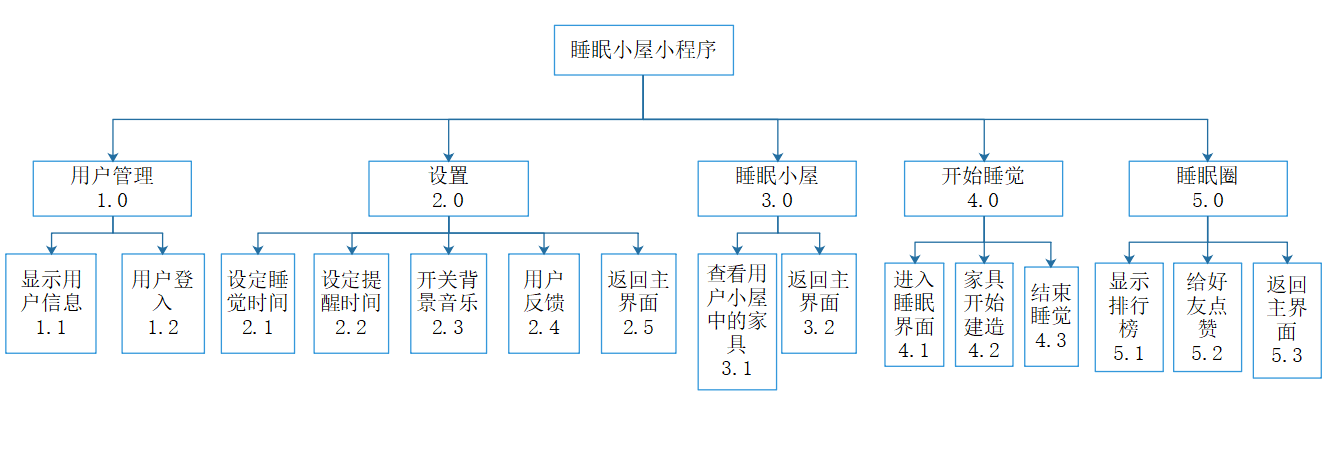 睡眠小屋小程序
用户管理
1.0
设置
2.0
睡眠小屋
3.0
开始睡觉
4.0
睡眠圈
5.0
显示用
户信息
1.1
用户登
入
1.2
设定睡
觉时间
2.1
设定提
醒时间
2.2
开关背
景音乐
2.3
用户
反馈
2.4
返回主
界面
2.5
查看用
户小屋
中的家
具
3.1
返回主
界面
3.2
进入
睡眠
界面
4.1
家具
开始
建造
4.2
结束
睡觉
4.3
显示
排行
榜
5.1
给好
友点
赞
5.2
返回
主界
面
5.3